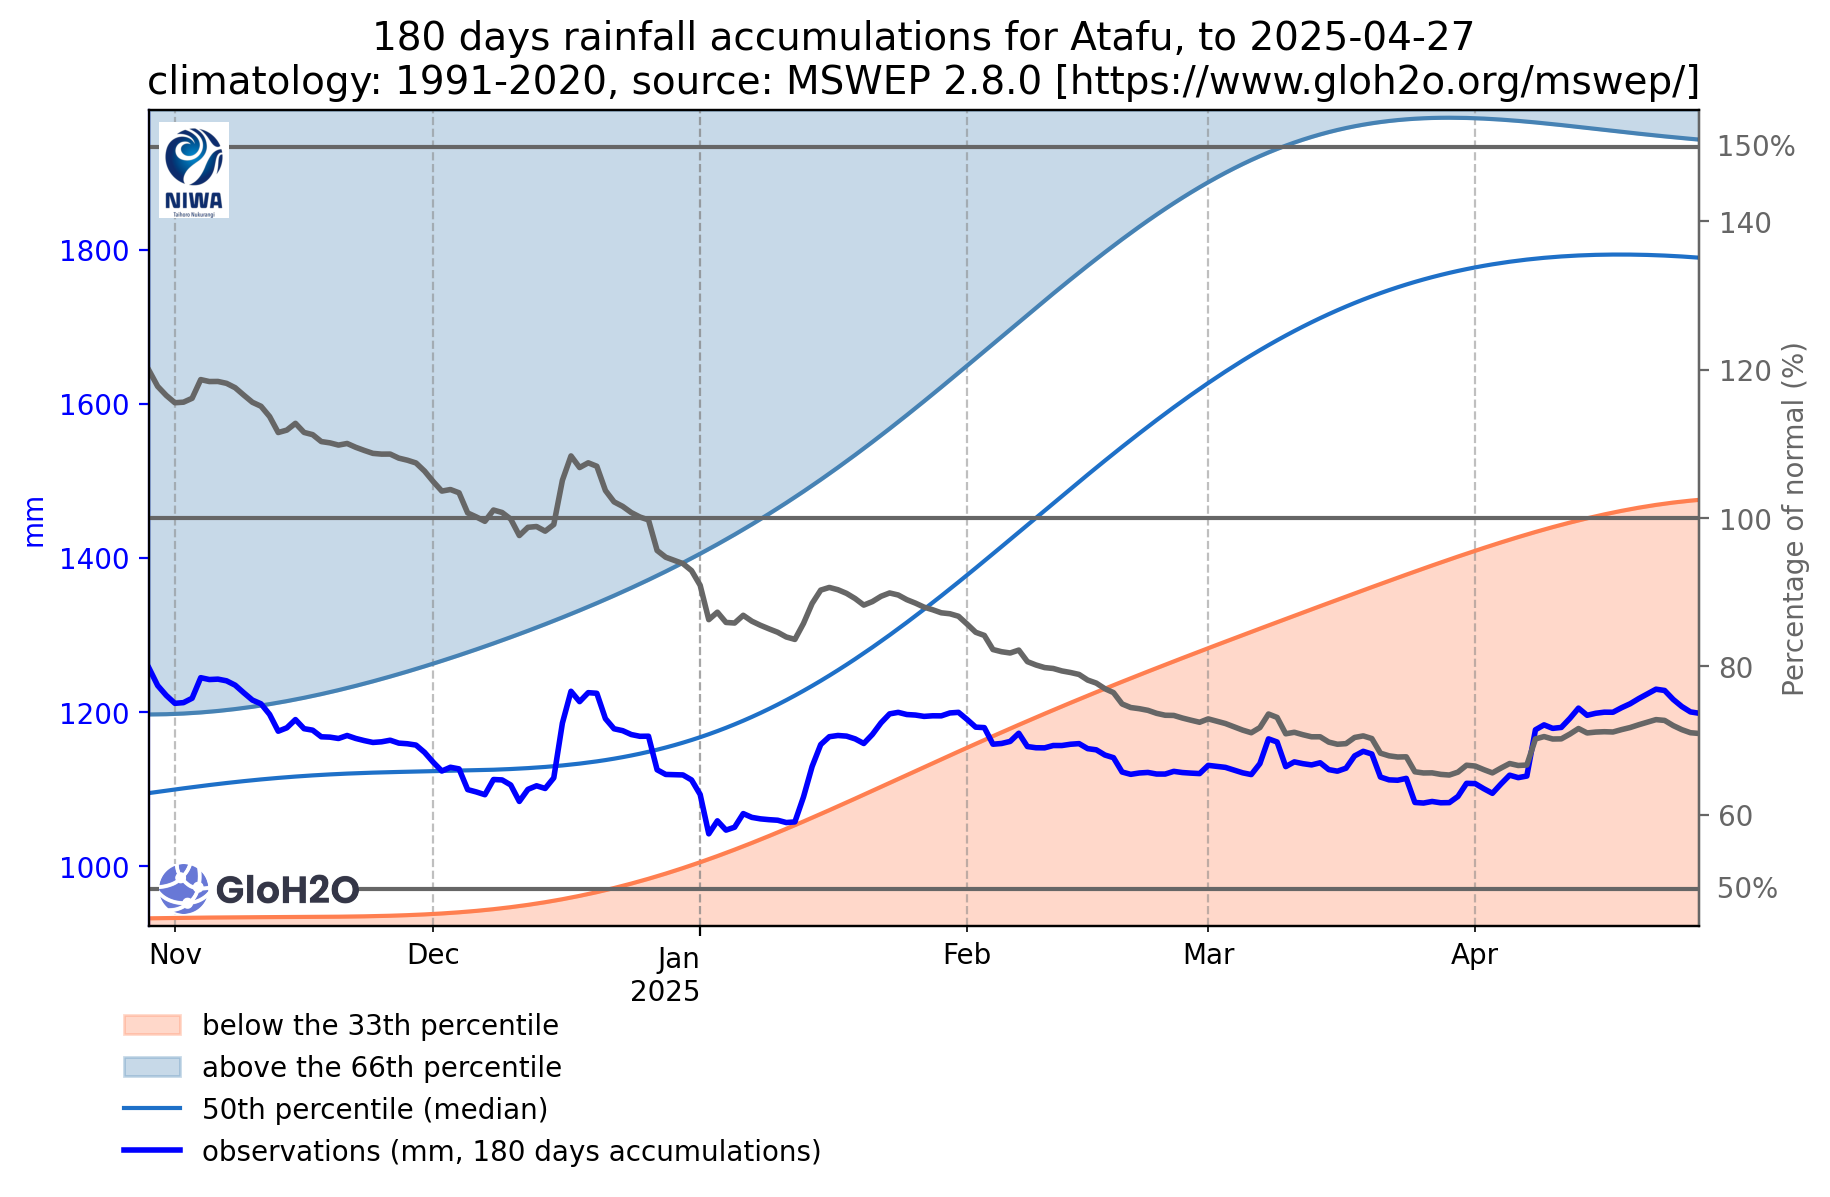 180 days rainfall accumulations for Atafu, to 2025-04-27
climatology: 1991-2020, source: MSWEP 2.8.0 [https://www.gloh2o.org/mswep/]
NIWA
Taihoro Nukurangi
150%
140
1800
120
1600
Percentage of normal (%)
mm
100
1400
80
1200
60
1000
GloH2O
50%
Nov
Dec
Jan
2025
Feb
Mar
Apr
below the 33th percentile
above the 66th percentile
50th percentile (median)
observations (mm, 180 days accumulations)